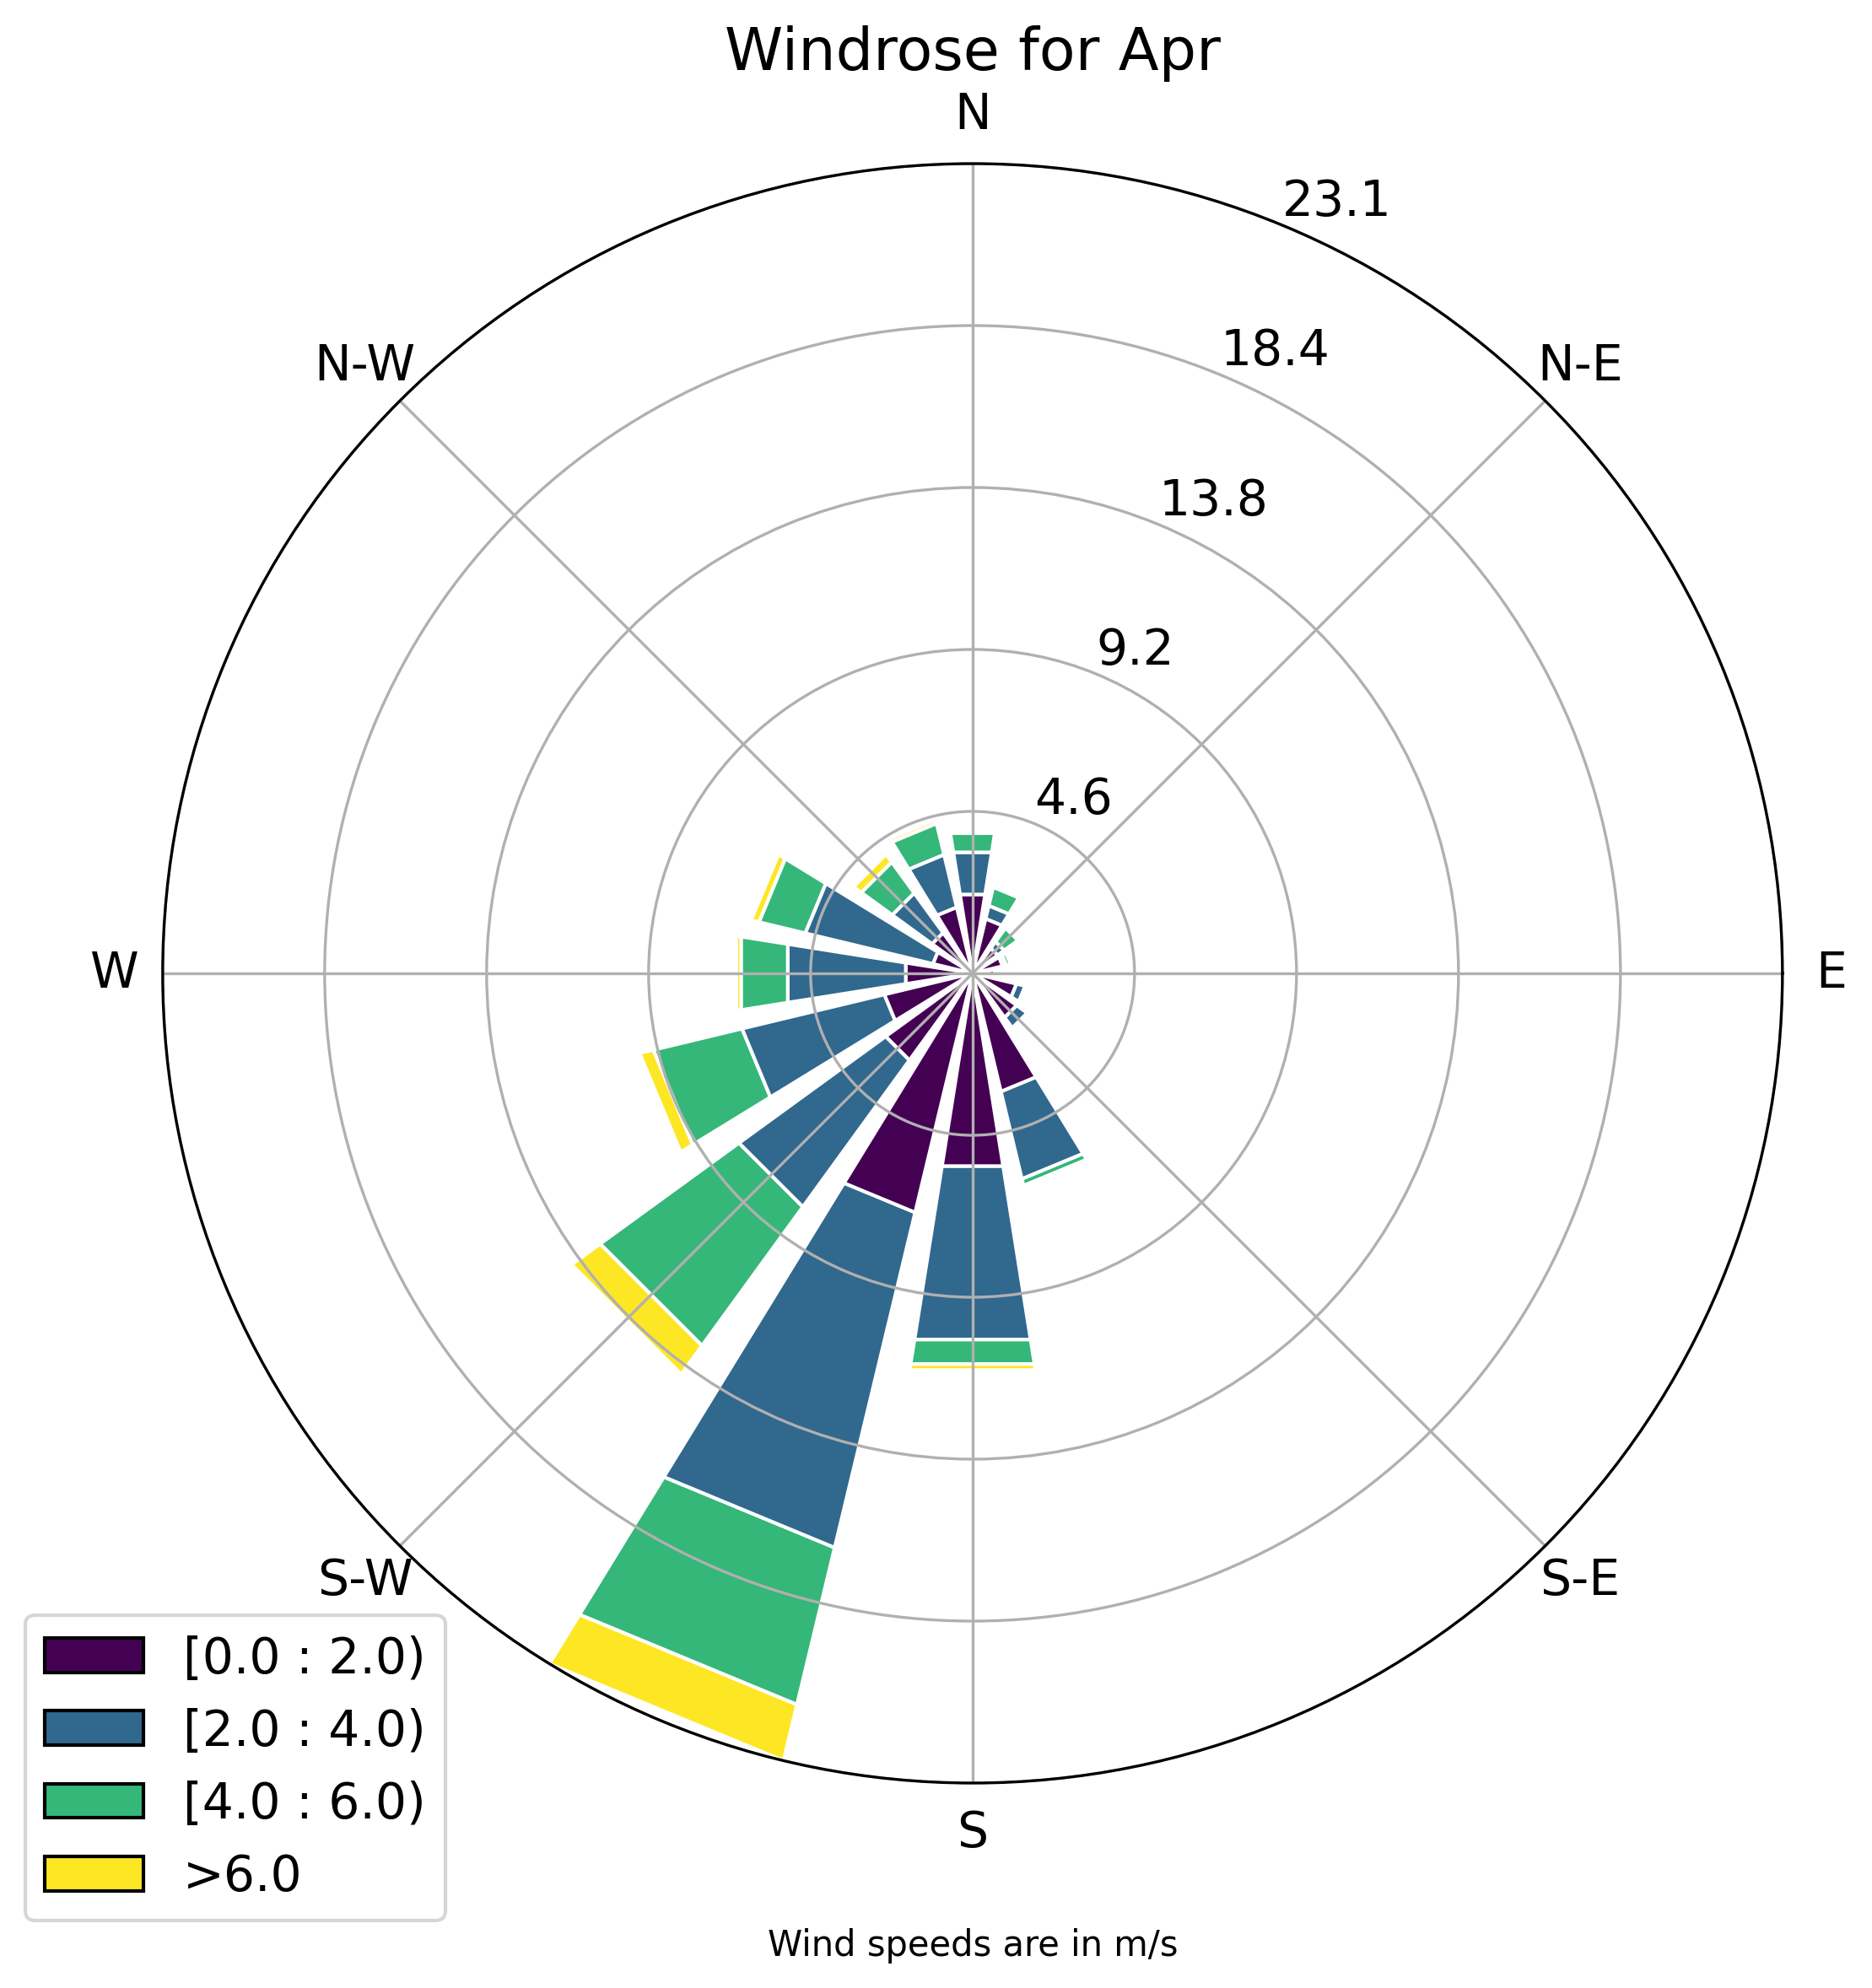 Windrose for Apr
N
23.1
18.4
N-W
N-E
13.8
9.2
4.6
W
E
S-W
S-E
[0.0 : 2.0)
[2.0 : 4.0)
[4.0 : 6.0)
>6.0
S
Wind speeds are in m/s